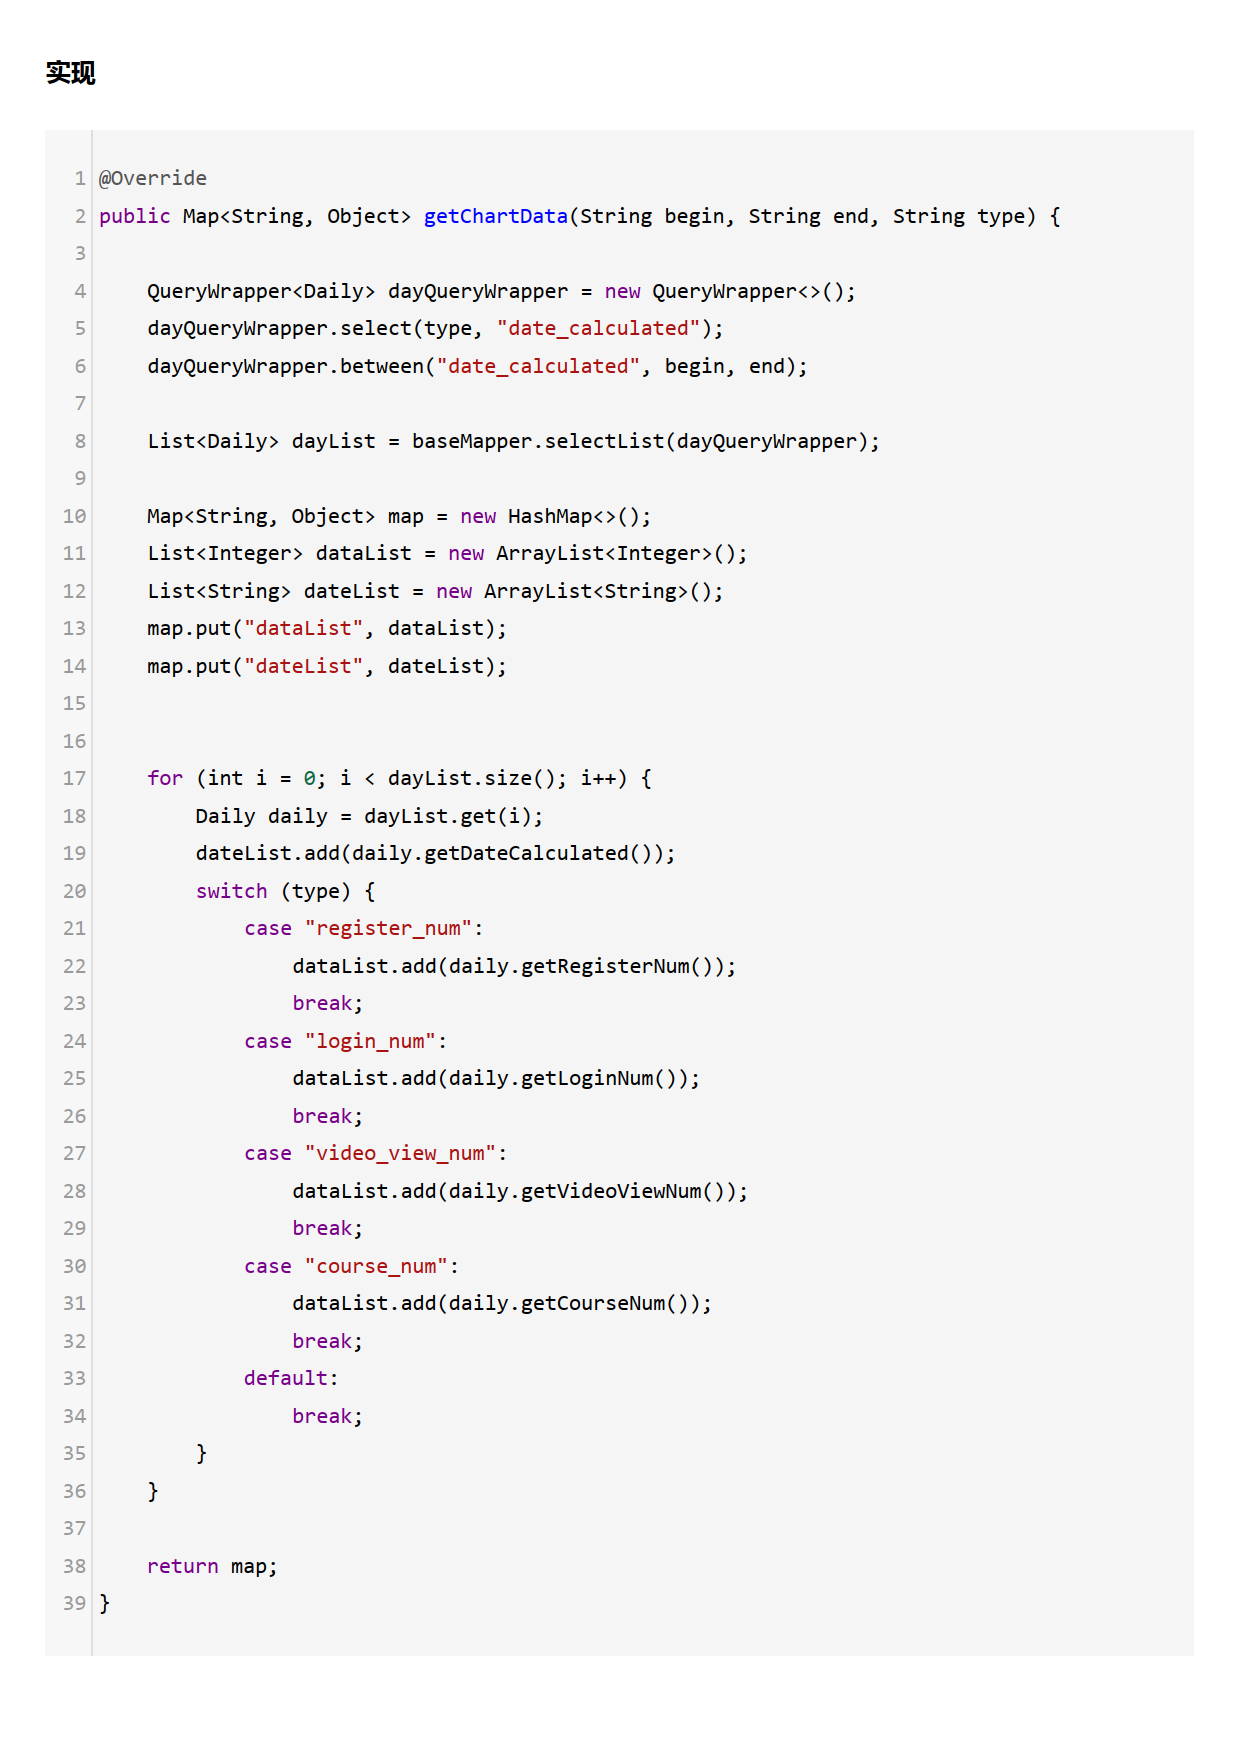 实现
1 @Override
2 public Map<String, Object> getChartData(String begin, String end, String type) {
3
4     QueryWrapper<Daily> dayQueryWrapper = new QueryWrapper<>();
5     dayQueryWrapper.select(type, "date_calculated");
6     dayQueryWrapper.between("date_calculated", begin, end);
7
8     List<Daily> dayList = baseMapper.selectList(dayQueryWrapper);
9
10     Map<String, Object> map = new HashMap<>();
11     List<Integer> dataList = new ArrayList<Integer>();
12     List<String> dateList = new ArrayList<String>();
13     map.put("dataList", dataList);
14     map.put("dateList", dateList);
15
16
17     for (int i = 0; i < dayList.size(); i++) {
18         Daily daily = dayList.get(i);
19         dateList.add(daily.getDateCalculated());
20         switch (type) {
21             case "register_num":
22                 dataList.add(daily.getRegisterNum());
23                 break;
24             case "login_num":
25                 dataList.add(daily.getLoginNum());
26                 break;
27             case "video_view_num":
28                 dataList.add(daily.getVideoViewNum());
29                 break;
30             case "course_num":
31                 dataList.add(daily.getCourseNum());
32                 break;
33             default:
34                 break;
35         }
36     }
37
38     return map;
39 }